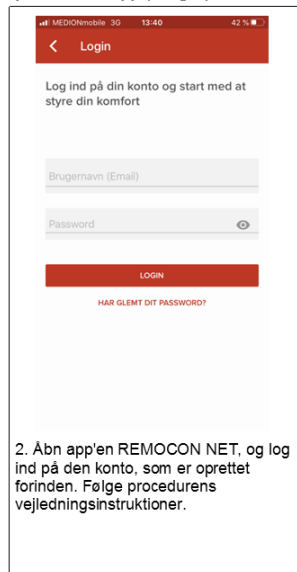 MEDIONmobile 3G 13:40 42 %
Login
Log ind på din konto og start med at
styre din komfort
Brugernavn (Email)
Password
LOGIN
HAR GLEMT DIT PASSWORD?
2. Åbn app'en REMOCON NET, og log
ind på den konto, som er oprettet
forinden. Følge procedurens
vejledningsinstruktioner.